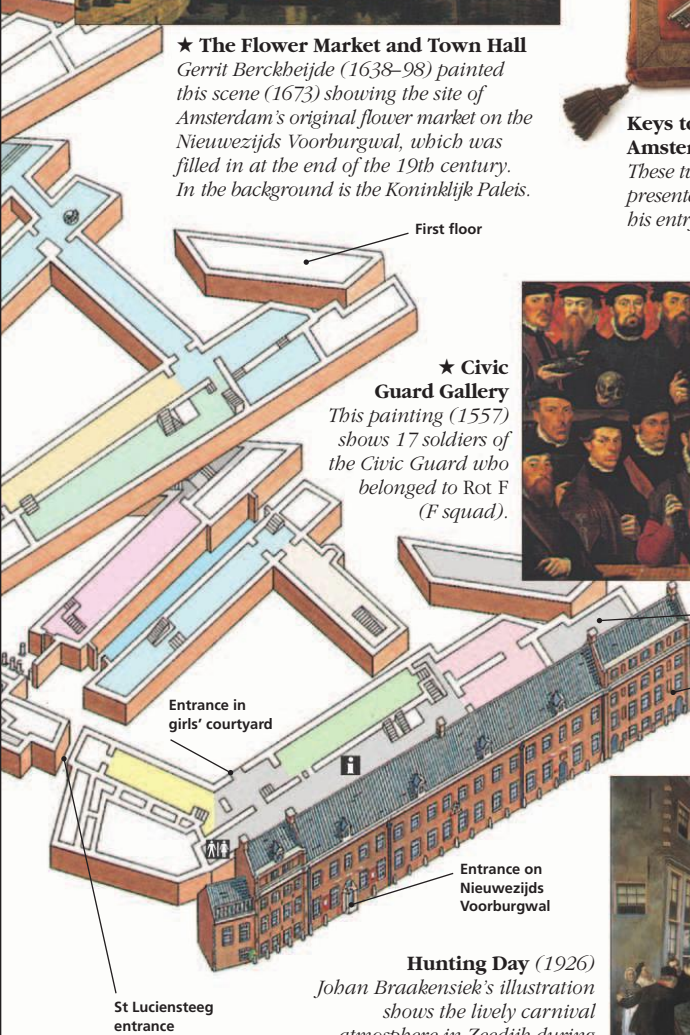 ★ The Flower Market and Town Hall
Gerrit Berckheijde (1638–98) painted
this scene (1673) showing the site of
Amsterdam's original flower market on the
Nieuwezijds Voorburgwal, which was
filled in at the end of the 19th century.
In the background is the Koninklijk Paleis.
Keys to
These
his
First floor
★ Civic
Guard Gallery
This painting (1557)
shows 17 soldiers of
the Civic Guard who
belonged to Rot F
(F squad).
Entrance in
girls' courtyard
i
Entrance on
Nieuwezijds
Voorburgwal
St Luciensteeg
entrance
Hunting Day (1926)
Johan Braakensiek's illustration
shows the lively carnival
atmosphere in Zeedijk during